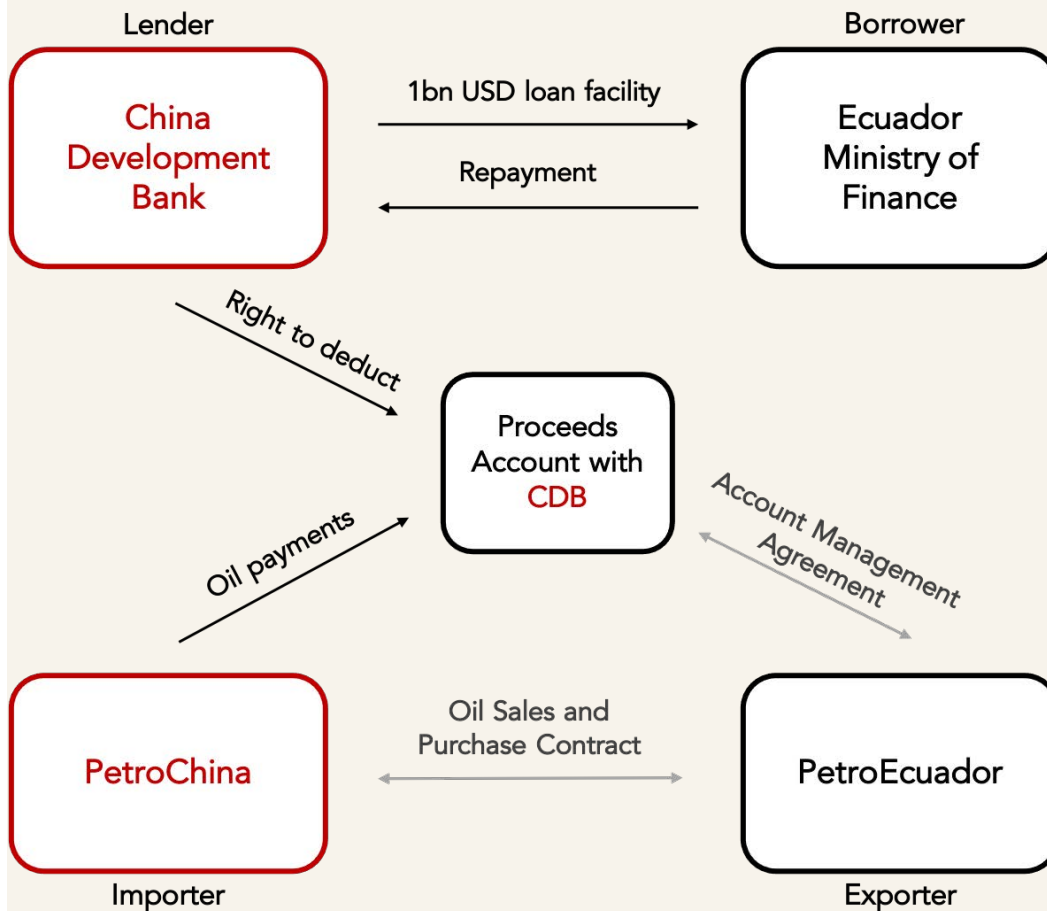 Lender
Borrower
China
Development
Bank
1bn USD loan facility
Repayment
Ecuador
Ministry of
Finance
Right to deduct
Proceeds
Account with
CDB
Account Management
Agreement
Oil payments
PetroChina
Oil Sales and
Purchase Contract
PetroEcuador
Importer
Exporter